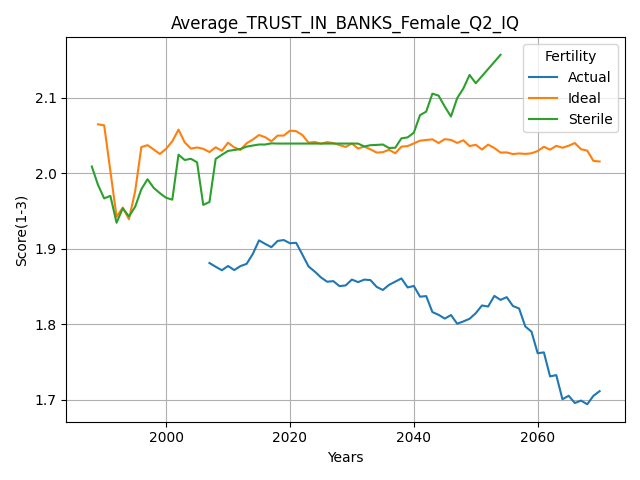 Average_TRUST_IN_BANKS_Female_Q2_IQ
Fertility
Actual
Ideal
Sterile
Score(1-3)
2.1
2.0
1.9
1.8
1.7
2000
2020
2040
2060
Years